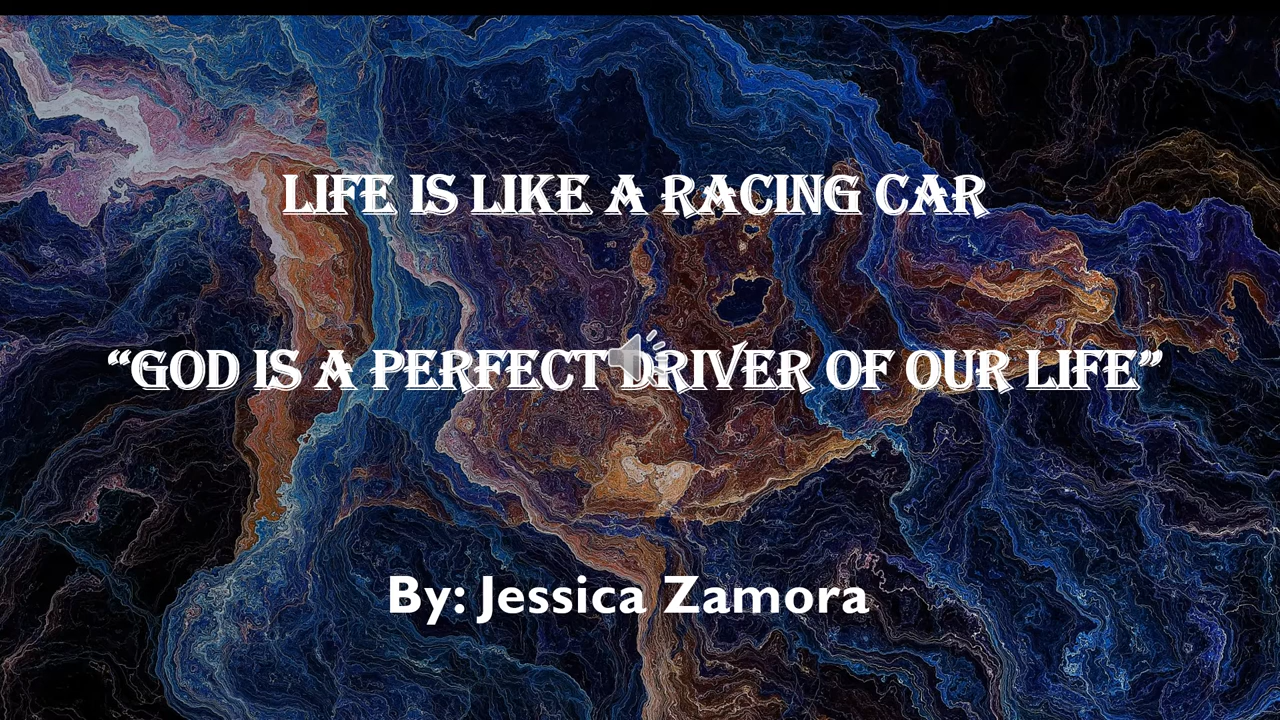 LIFE IS LIKE A RACING CAR
“GOD IS A PERFECT DRIVER OF OUR LIFE”
By: Jessica Zamora